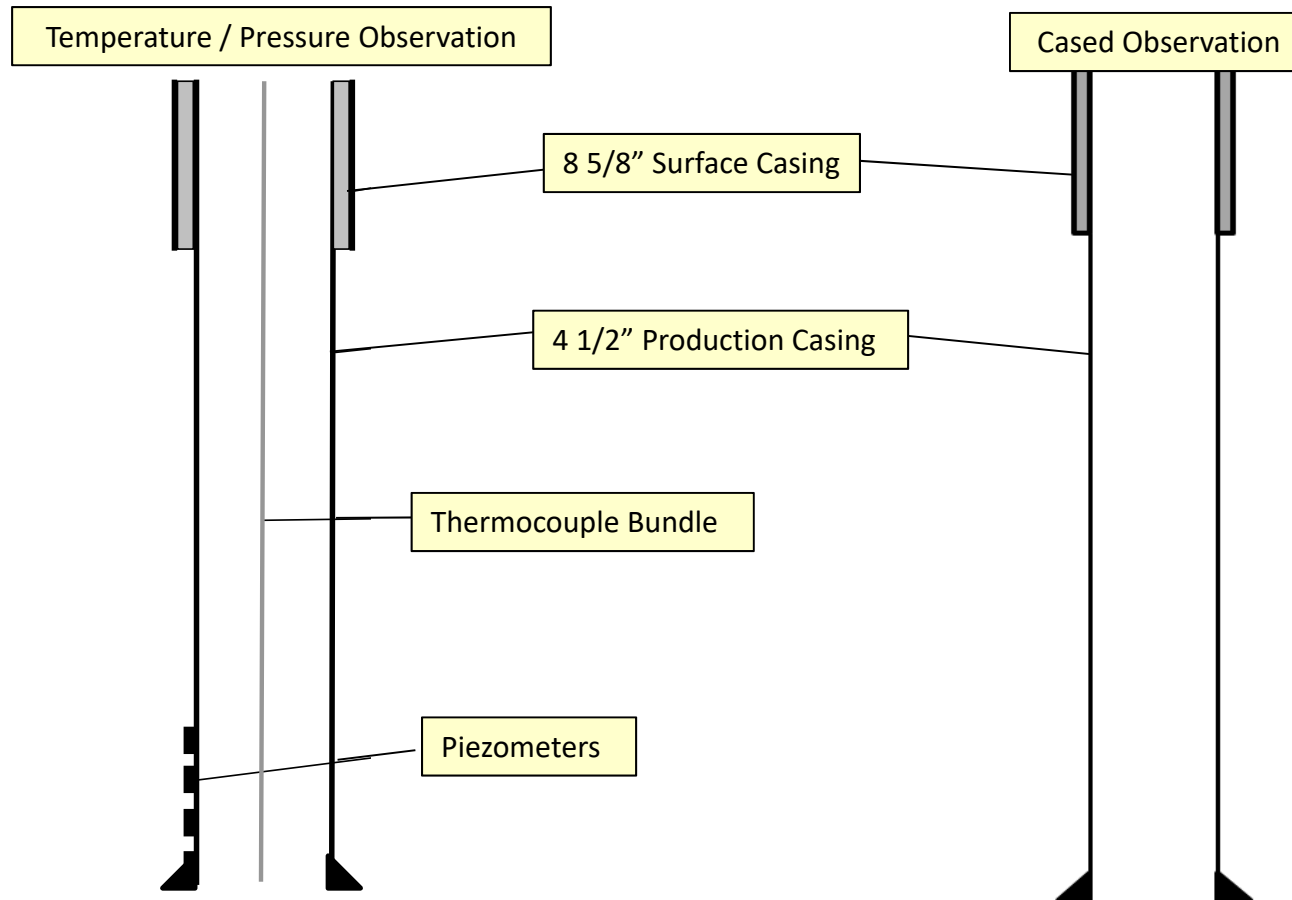 Temperature / Pressure Observation
Cased Observation
8 5/8” Surface Casing
4 1/2” Production Casing
Thermocouple Bundle
Piezometers